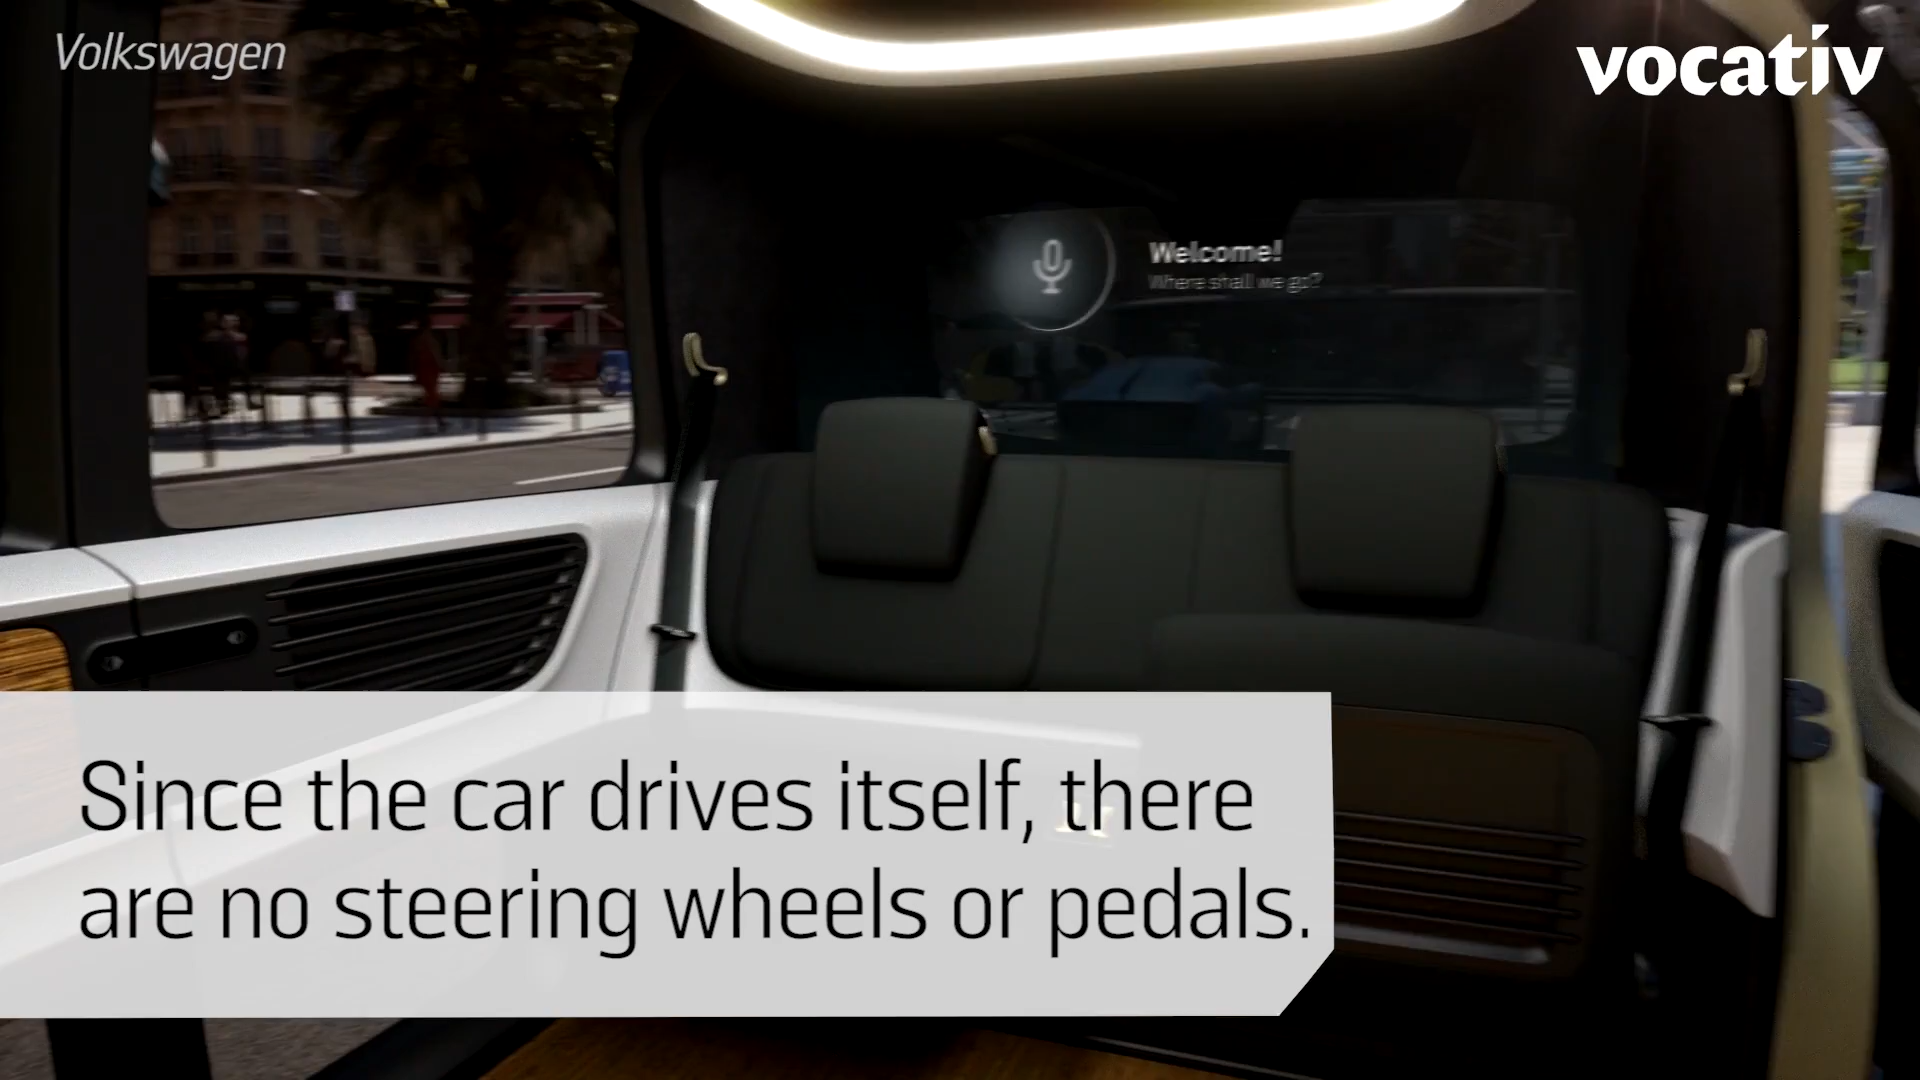 Volkswagen
vocativ
Welcome!
Where shall we go?
Since the car drives itself, there
are no steering wheels or pedals.